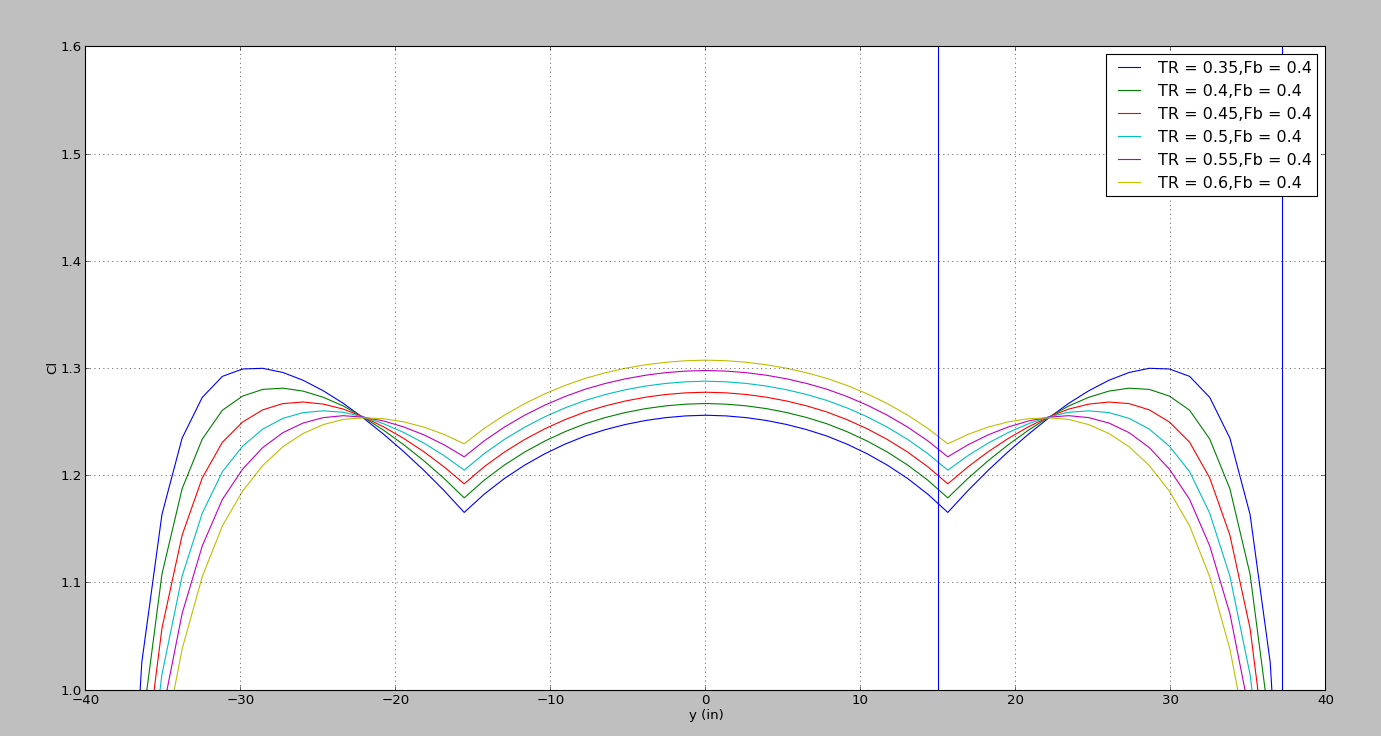 1.6
1.5
1.4
1.3
1.2
1.1
1.0
Cl
−40
−30
−20
−10
0
10
20
30
40
y (in)
TR = 0.35,Fb = 0.4
TR = 0.4,Fb = 0.4
TR = 0.45,Fb = 0.4
TR = 0.5,Fb = 0.4
TR = 0.55,Fb = 0.4
TR = 0.6,Fb = 0.4